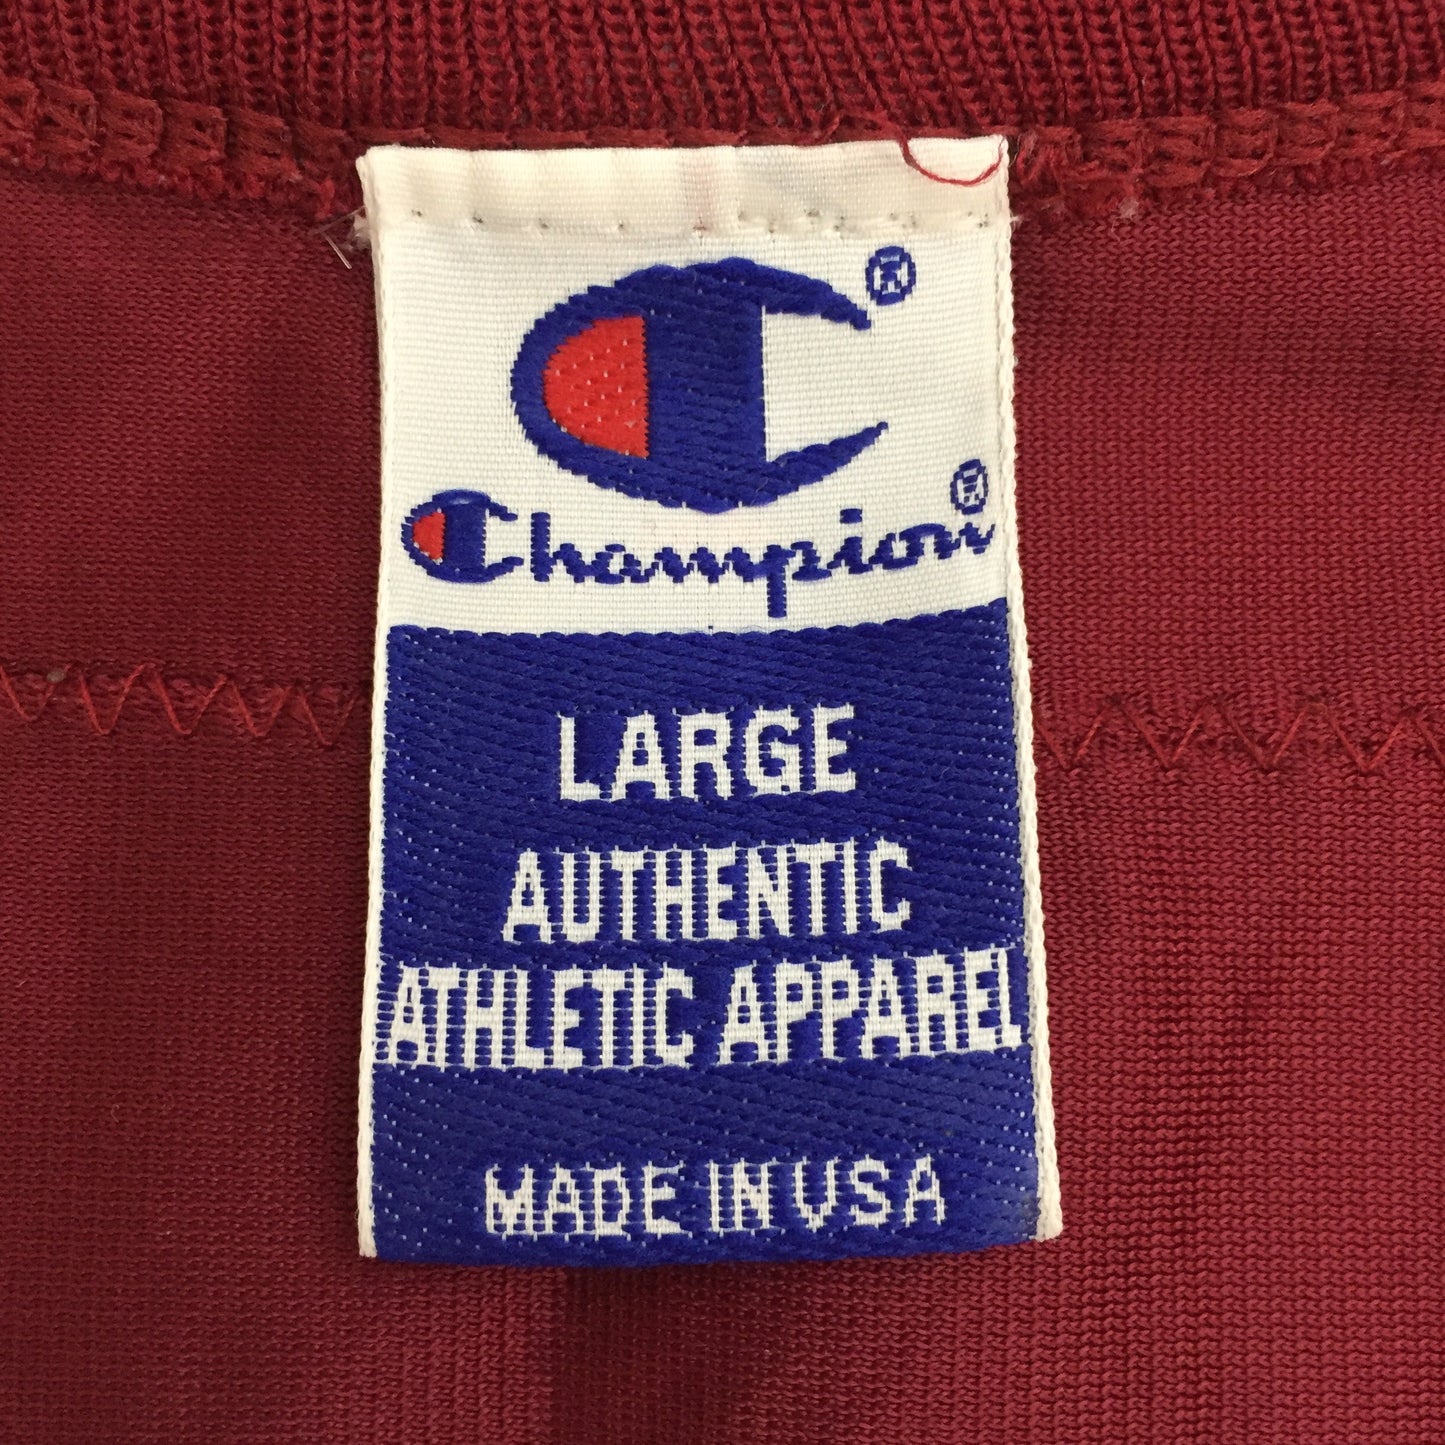 ®
Champion®
LARGE
AUTHENTIC
ATHLETIC APPAREL
MADE IN USA